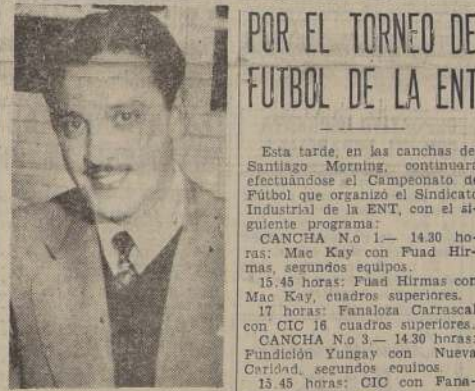 POR EL TORNEO DE
FUTBOL DE LA ENT
Esta tarde, en las canchas de
Santiago Morning, continuará
efectuándose el Campeonato de
Fútbol que organizó el Sindicato
Industrial de la ENT, con el si-
guiente programa:
CANCHA N.o 1.— 14.30 ho-
ras: Mac Kay con Fuad Hir-
mas, segundos equipos.
15.45 horas: Fuad Hirmas con
Mac Kay, cuadros superiores.
17 horas: Fanaloza Carrascal
con CIC 16 cuadros superiores.
CANCHA N.o 3.— 14.30 horas:
Fundición Yungay con Nueva
Caridad, segundos equipos.
15.45 horas: CIC con Fana-